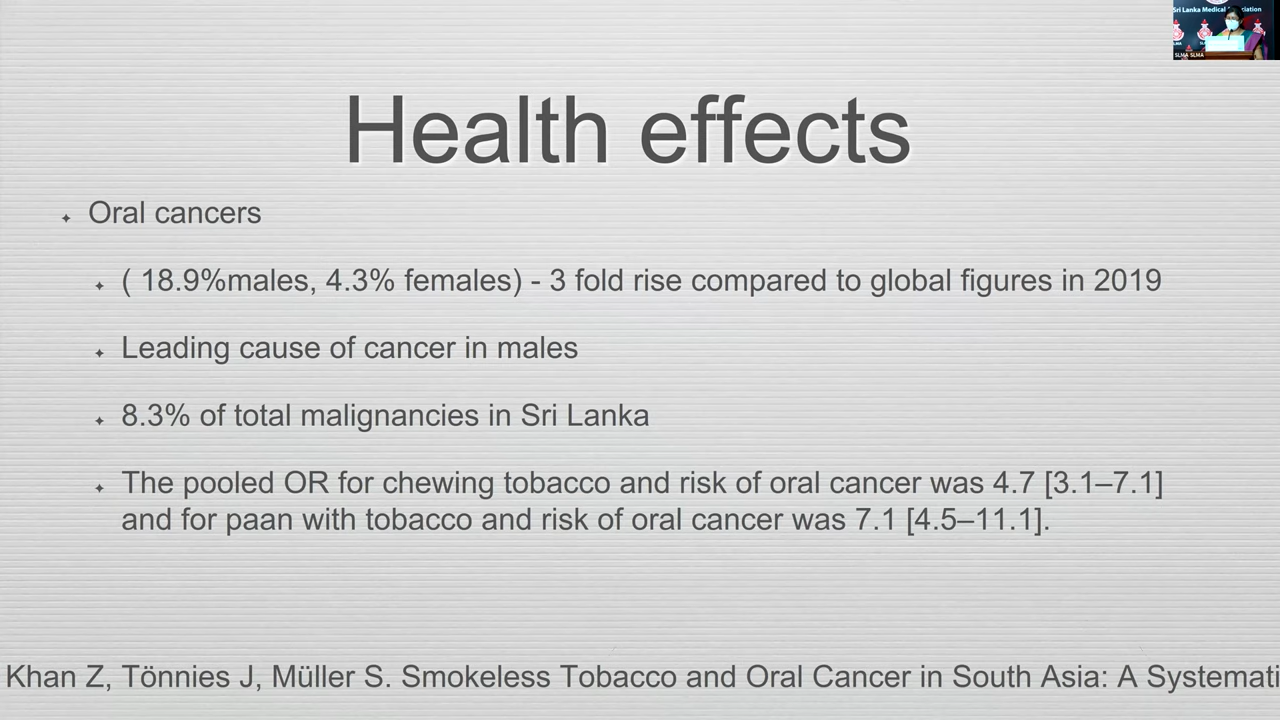 Sri Lanka Medical
SLMA SLMA
Health effects
Oral cancers
( 18.9%males, 4.3% females) - 3 fold rise compared to global figures in 2019
Leading cause of cancer in males
8.3% of total malignancies in Sri Lanka
The pooled OR for chewing tobacco and risk of oral cancer was 4.7 [3.1–7.1]
and for paan with tobacco and risk of oral cancer was 7.1 [4.5–11.1].
Khan Z, Tönnies J, Müller S. Smokeless Tobacco and Oral Cancer in South Asia: A Systemati